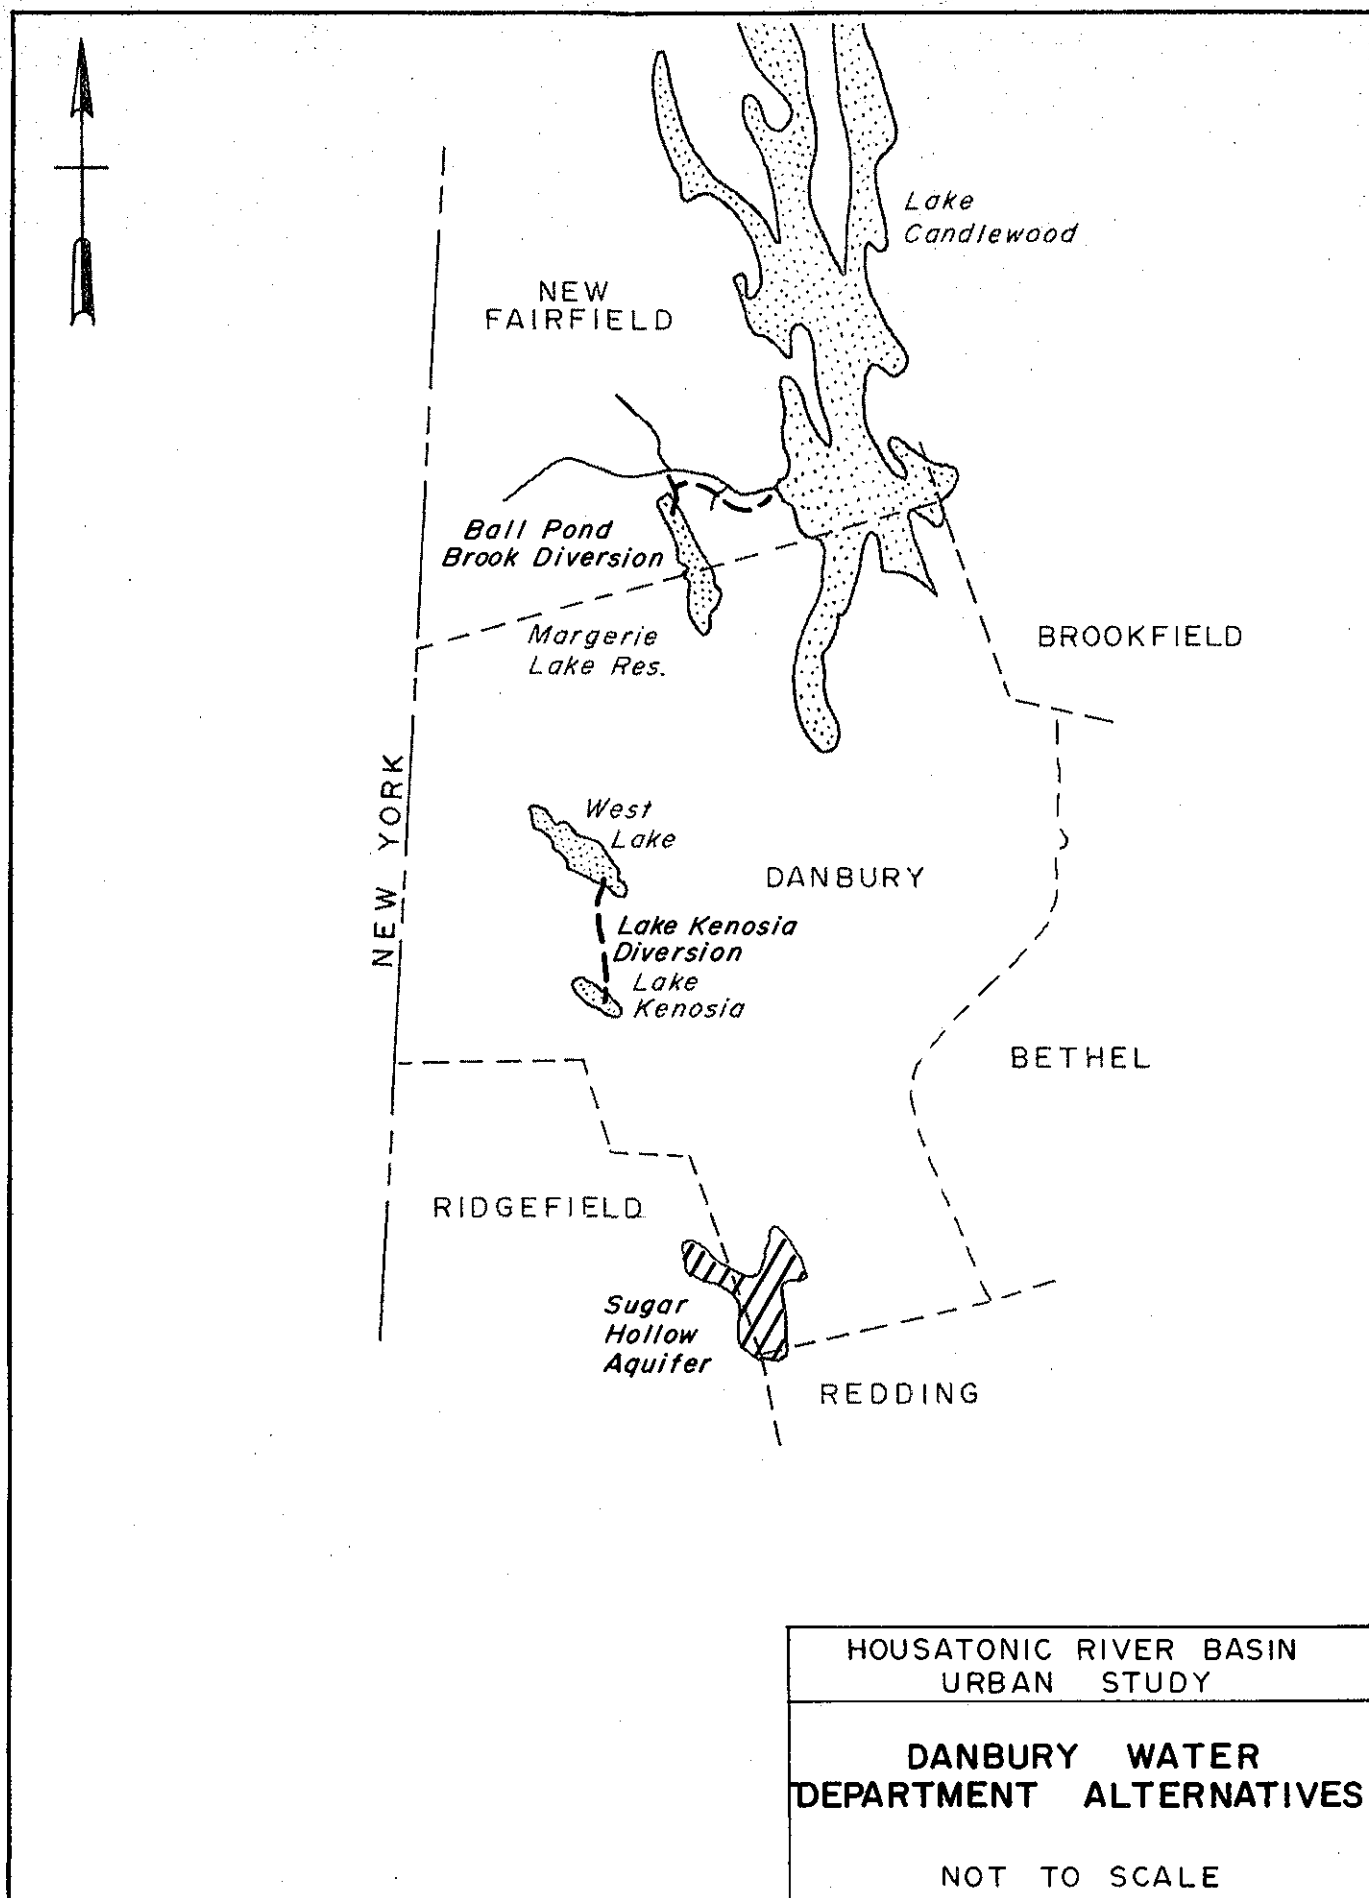 Lake
Candlewood
NEW
FAIRFIELD
Ball Pond
Brook Diversion
Margerie
Lake Res.
BROOKFIELD
NEW YORK
West
Lake
DANBURY
Lake Kenosia
Diversion
Lake
Kenosia
BETHEL
RIDGEFIELD
Sugar
Hollow
Aquifer
REDDING
HOUSATONIC RIVER BASIN
URBAN STUDY
DANBURY WATER
DEPARTMENT ALTERNATIVES
NOT TO SCALE